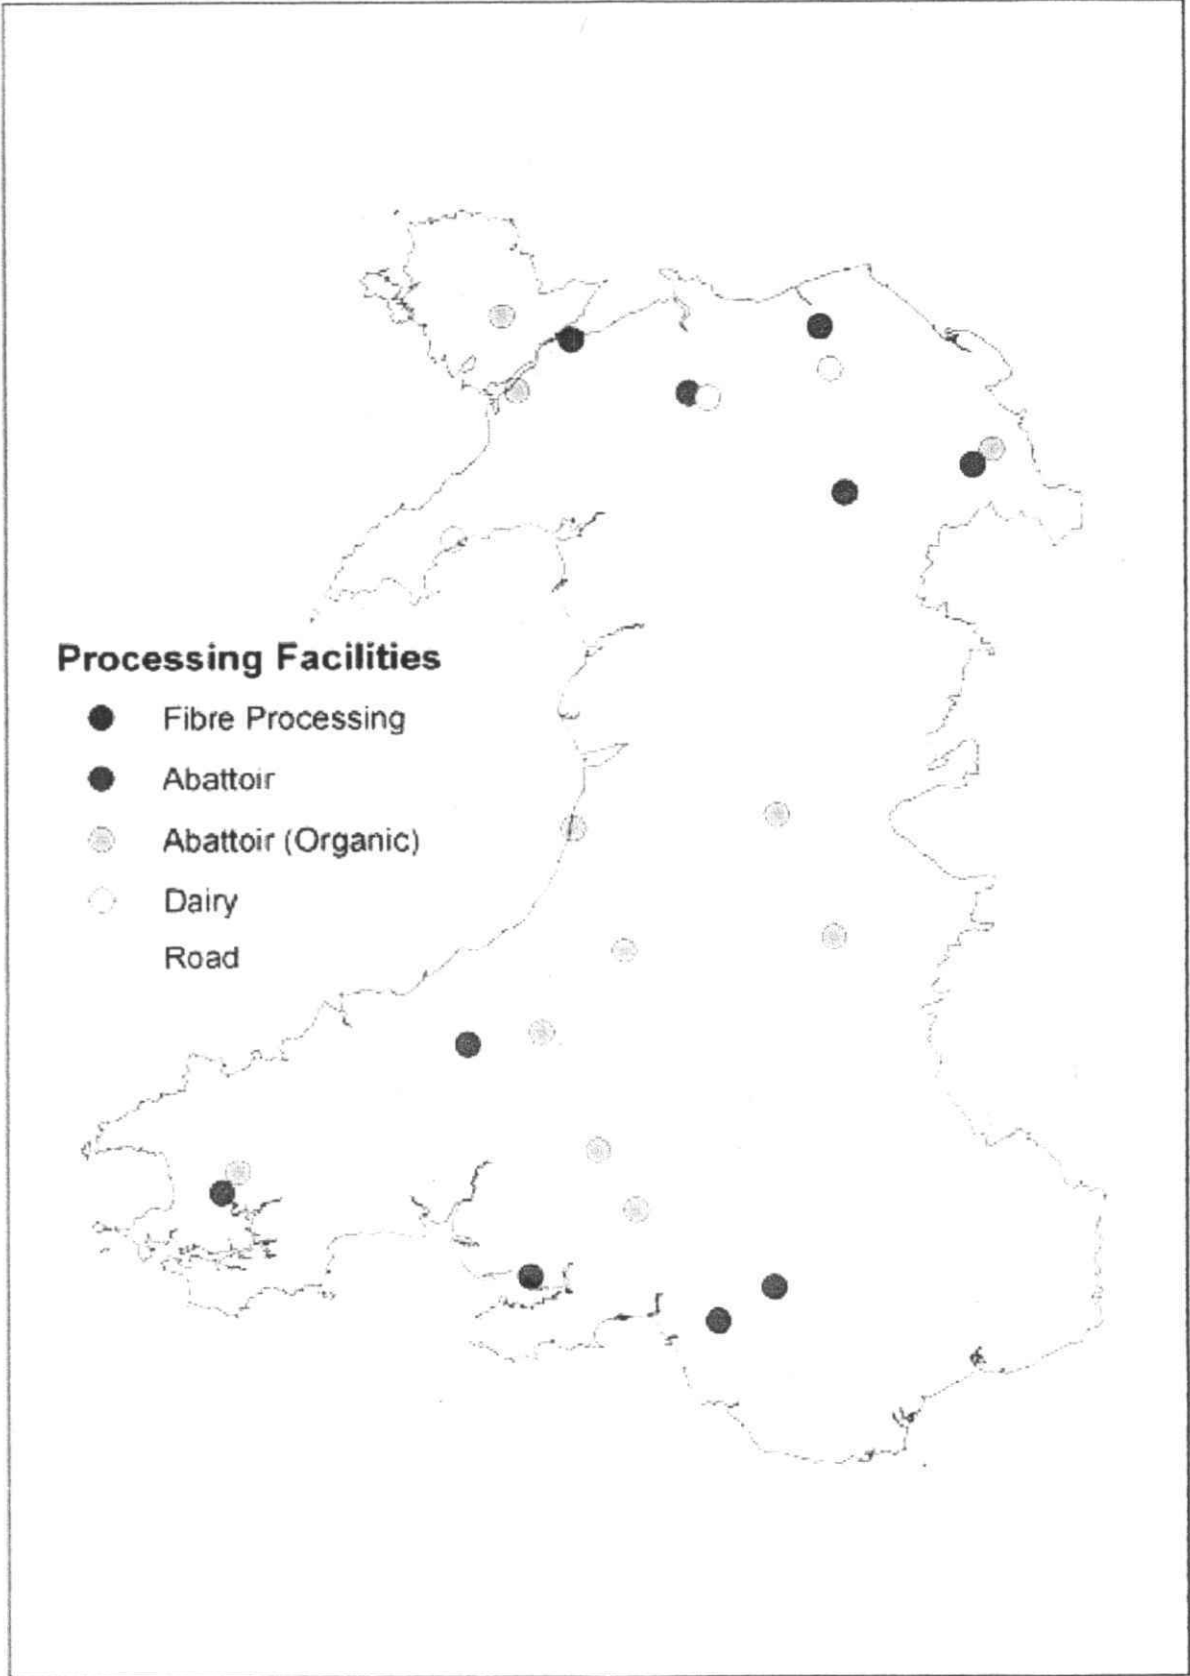 Processing Facilities
Fibre Processing
Abattoir
Abattoir (Organic)
Dairy
Road